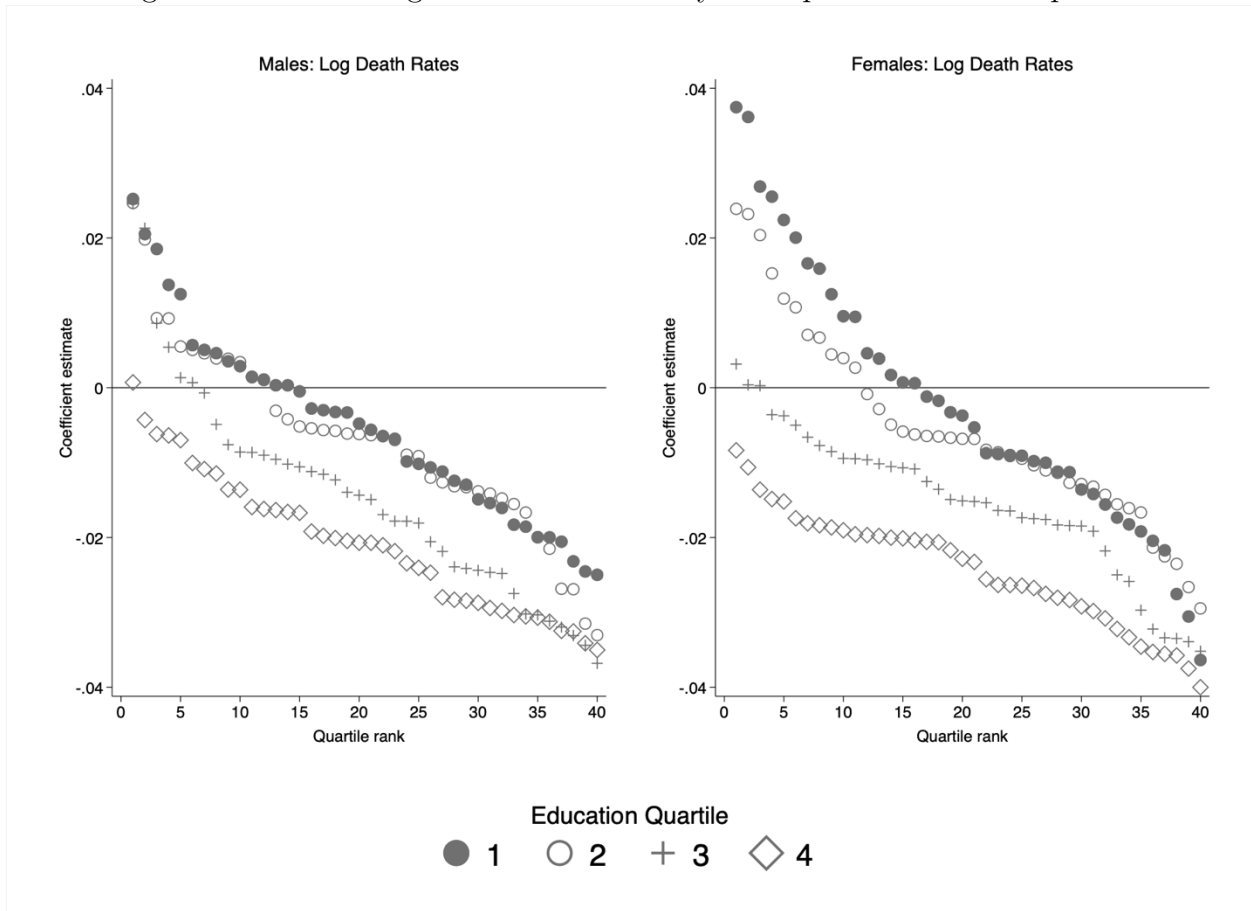 Males: Log Death Rates
.04
.02
0
-.02
-.04
Coefficient estimate
0 5 10 15 20 25 30 35 40
Quartile rank
Females: Log Death Rates
.04
.02
0
-.02
-.04
Coefficient estimate
0 5 10 15 20 25 30 35 40
Quartile rank
Education Quartile
1 2 3 4